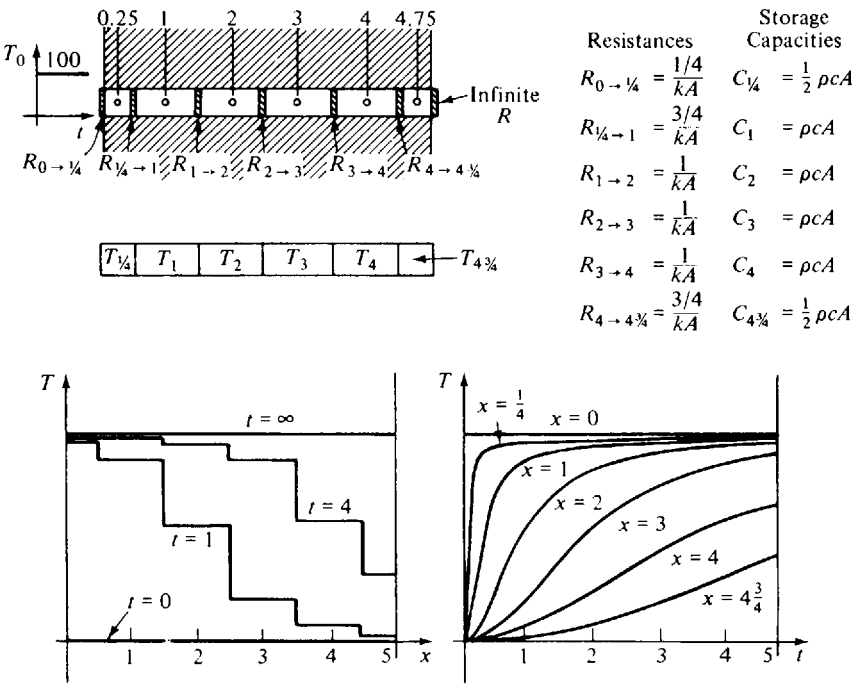 0.25 1 2 3 4 4.75
T₀
100
t
Infinite
R
R₀ → ¼ R¼ → 1 R₁ → 2 R₂ → 3 R₃ → 4 R₄ → 4¾
T¼ T₁ T₂ T₃ T₄ T₄¾
Resistances
Storage
Capacities
R₀ → ¼ = 1/4 / kA C¼ = ½ ρcA
R¼ → 1 = 3/4 / kA C₁ = ρcA
R₁ → 2 = 1 / kA C₂ = ρcA
R₂ → 3 = 1 / kA C₃ = ρcA
R₃ → 4 = 1 / kA C₄ = ρcA
R₄ → 4¾ = 3/4 / kA C₄¾ = ½ ρcA
T
t = ∞
t = 4
t = 1
t = 0
1 2 3 4 5 x
T
x = ¼
x = 0
x = 1
x = 2
x = 3
x = 4
x = 4¾
1 2 3 4 5 t